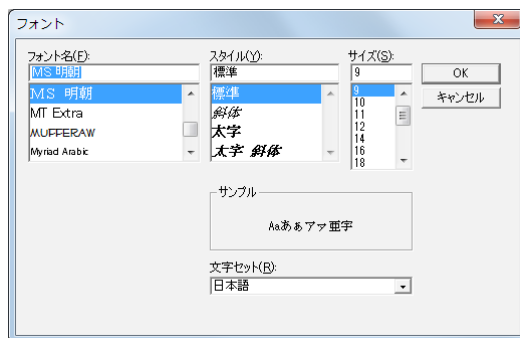 フォント
フォント名(F):
MS 明朝
MS 明朝
MT Extra
MUFFERAW
Myriad Arabic
スタイル(Y):
標準
標準
斜体
太字
太字 斜体
サイズ(S):
9
9
10
11
12
14
16
18
OK
キャンセル
サンプル
Aaあぁアァ亜宇
文字セット(R):
日本語